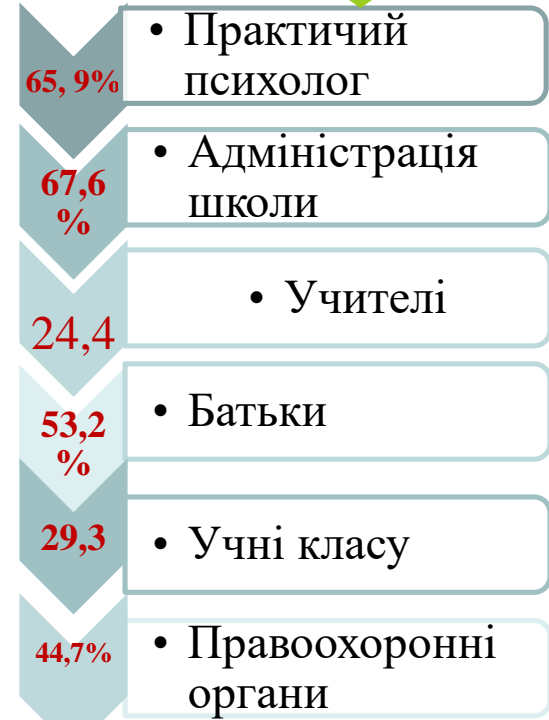 • Практичий
психолог
65, 9%
• Адміністрація
школи
67,6
%
• Учителі
24,4
• Батьки
53,2
%
• Учні класу
29,3
• Правоохоронні
органи
44,7%